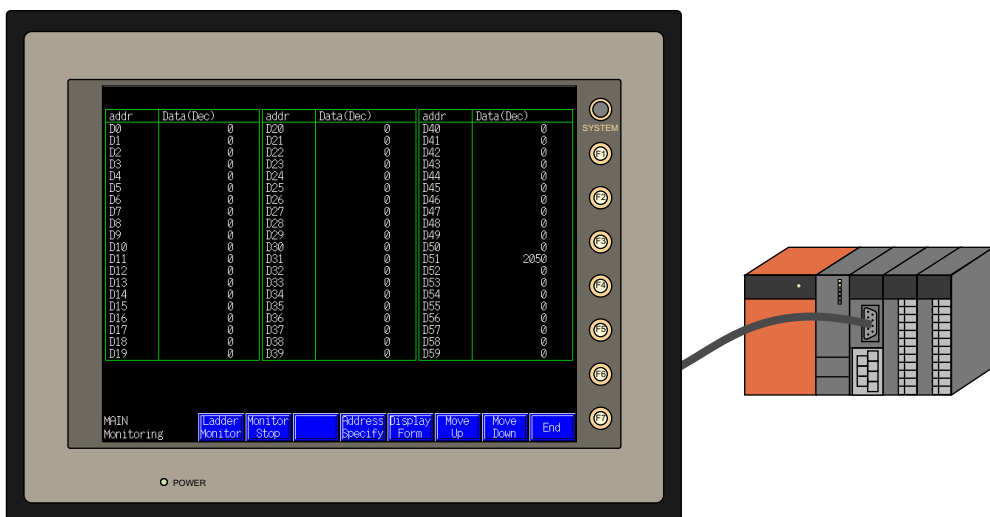 addr Data(Dec) addr Data(Dec) addr Data(Dec)
D0 0 D20 0 D40 0
D1 0 D21 0 D41 0
D2 0 D22 0 D42 0
D3 0 D23 0 D43 0
D4 0 D24 0 D44 0
D5 0 D25 0 D45 0
D6 0 D26 0 D46 0
D7 0 D27 0 D47 0
D8 0 D28 0 D48 0
D9 0 D29 0 D49 0
D10 0 D30 0 D50 0
D11 0 D31 0 D51 2050
D12 0 D32 0 D52 0
D13 0 D33 0 D53 0
D14 0 D34 0 D54 0
D15 0 D35 0 D55 0
D16 0 D36 0 D56 0
D17 0 D37 0 D57 0
D18 0 D38 0 D58 0
D19 0 D39 0 D59 0
MAIN
Monitoring
Ladder
Monitor
Monitor
Stop
Address
Specify
Display
Form
Move
Up
Move
Down
End
SYSTEM
F1
F2
F3
F4
F5
F6
F7
POWER